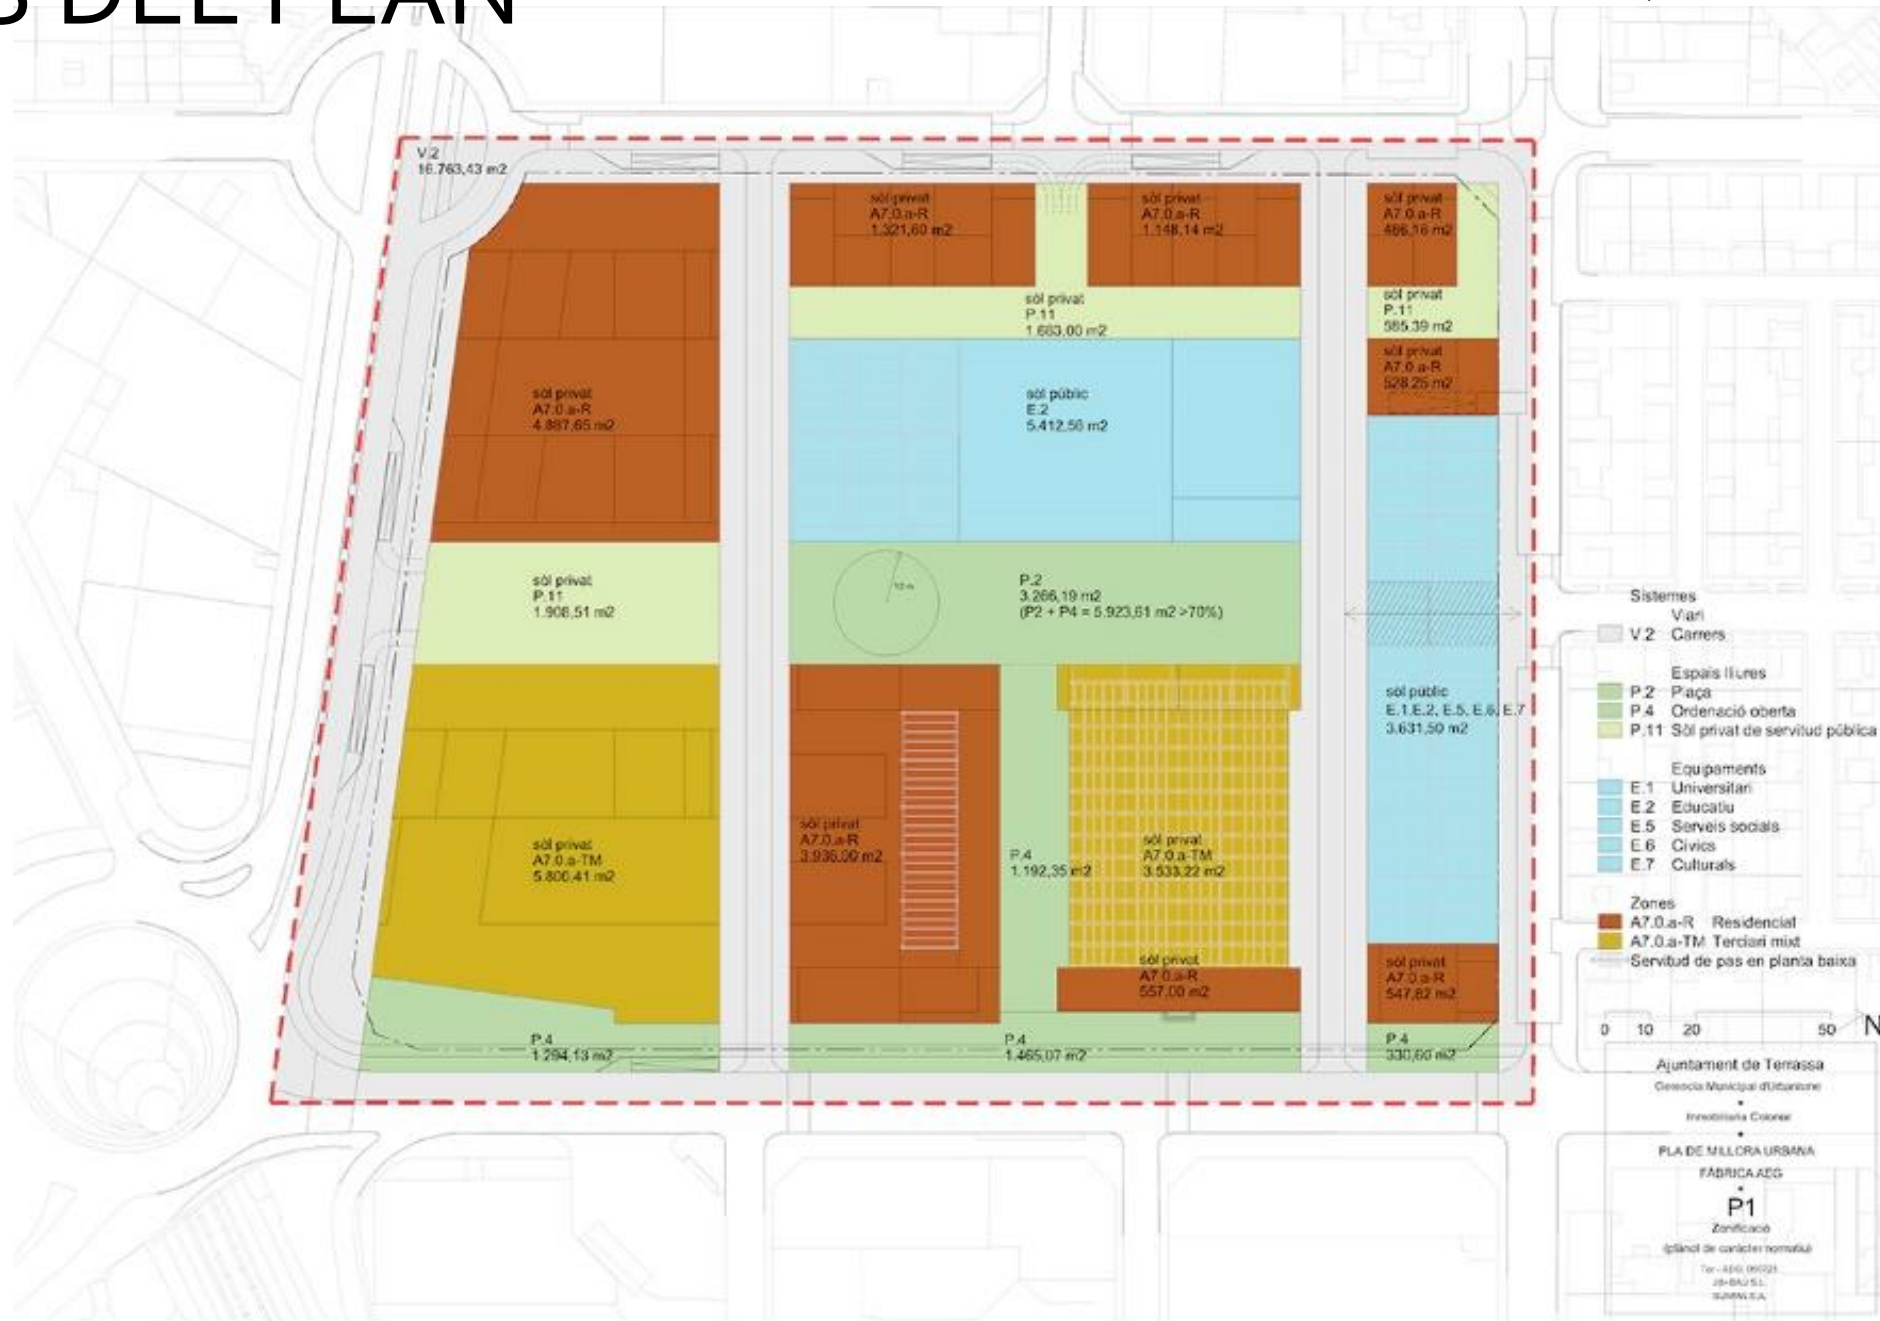 DEL PLAN
V.2
16.763,43 m2
sòl privat
A7.0.a-R
1.321,60 m2
sòl privat
A7.0.a-R
1.148,14 m2
sòl privat
A7.0.a-R
486,16 m2
sòl privat
P.11
1.663,00 m2
sòl privat
P.11
585,39 m2
sòl privat
A7.0.a-R
528,25 m2
sòl privat
A7.0.a-R
4.887,65 m2
sòl públic
E.2
5.412,56 m2
sòl privat
P.11
1.908,51 m2
P.2
3.266,19 m2
(P2 + P4 = 5.923,61 m2 >70%)
sòl públic
E.1,E.2, E.5, E.6, E.7
3.631,50 m2
sòl privat
A7.0.a-TM
5.800,41 m2
sòl privat
A7.0.a-R
3.936,00 m2
P.4
1.192,35 m2
sòl privat
A7.0.a-TM
3.533,22 m2
sòl privat
A7.0.a-R
557,00 m2
sòl privat
A7.0.a-R
547,82 m2
P.4
1.294,13 m2
P.4
1.465,07 m2
P.4
330,60 m2
Sistemes
Viari
V.2 Carrers
Espais lliures
P.2 Plaça
P.4 Ordenació oberta
P.11 Sòl privat de servitud pública
Equipaments
E.1 Universitari
E.2 Educatiu
E.5 Serveis socials
E.6 Cívics
E.7 Culturals
Zones
A7.0.a-R Residencial
A7.0.a-TM Terciari mixt
Servitud de pas en planta baixa
0 10 20 50 N
Ajuntament de Terrassa
Gerència Municipal d'Urbanisme
Immobiliària Colonial
PLA DE MILLORA URBANA
FÀBRICA AEG
P1
Zonificació
(plànol de caràcter normatiu)